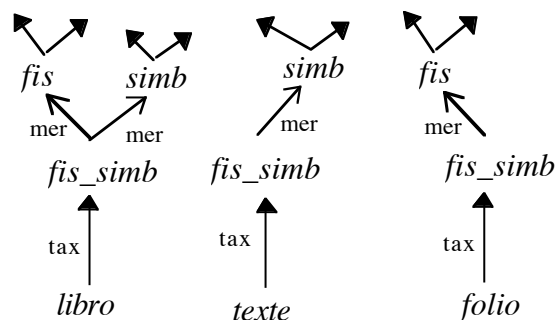 fis simb simb fis
mer mer mer mer
fis_simb fis_simb fis_simb
tax tax tax
libro texte folio